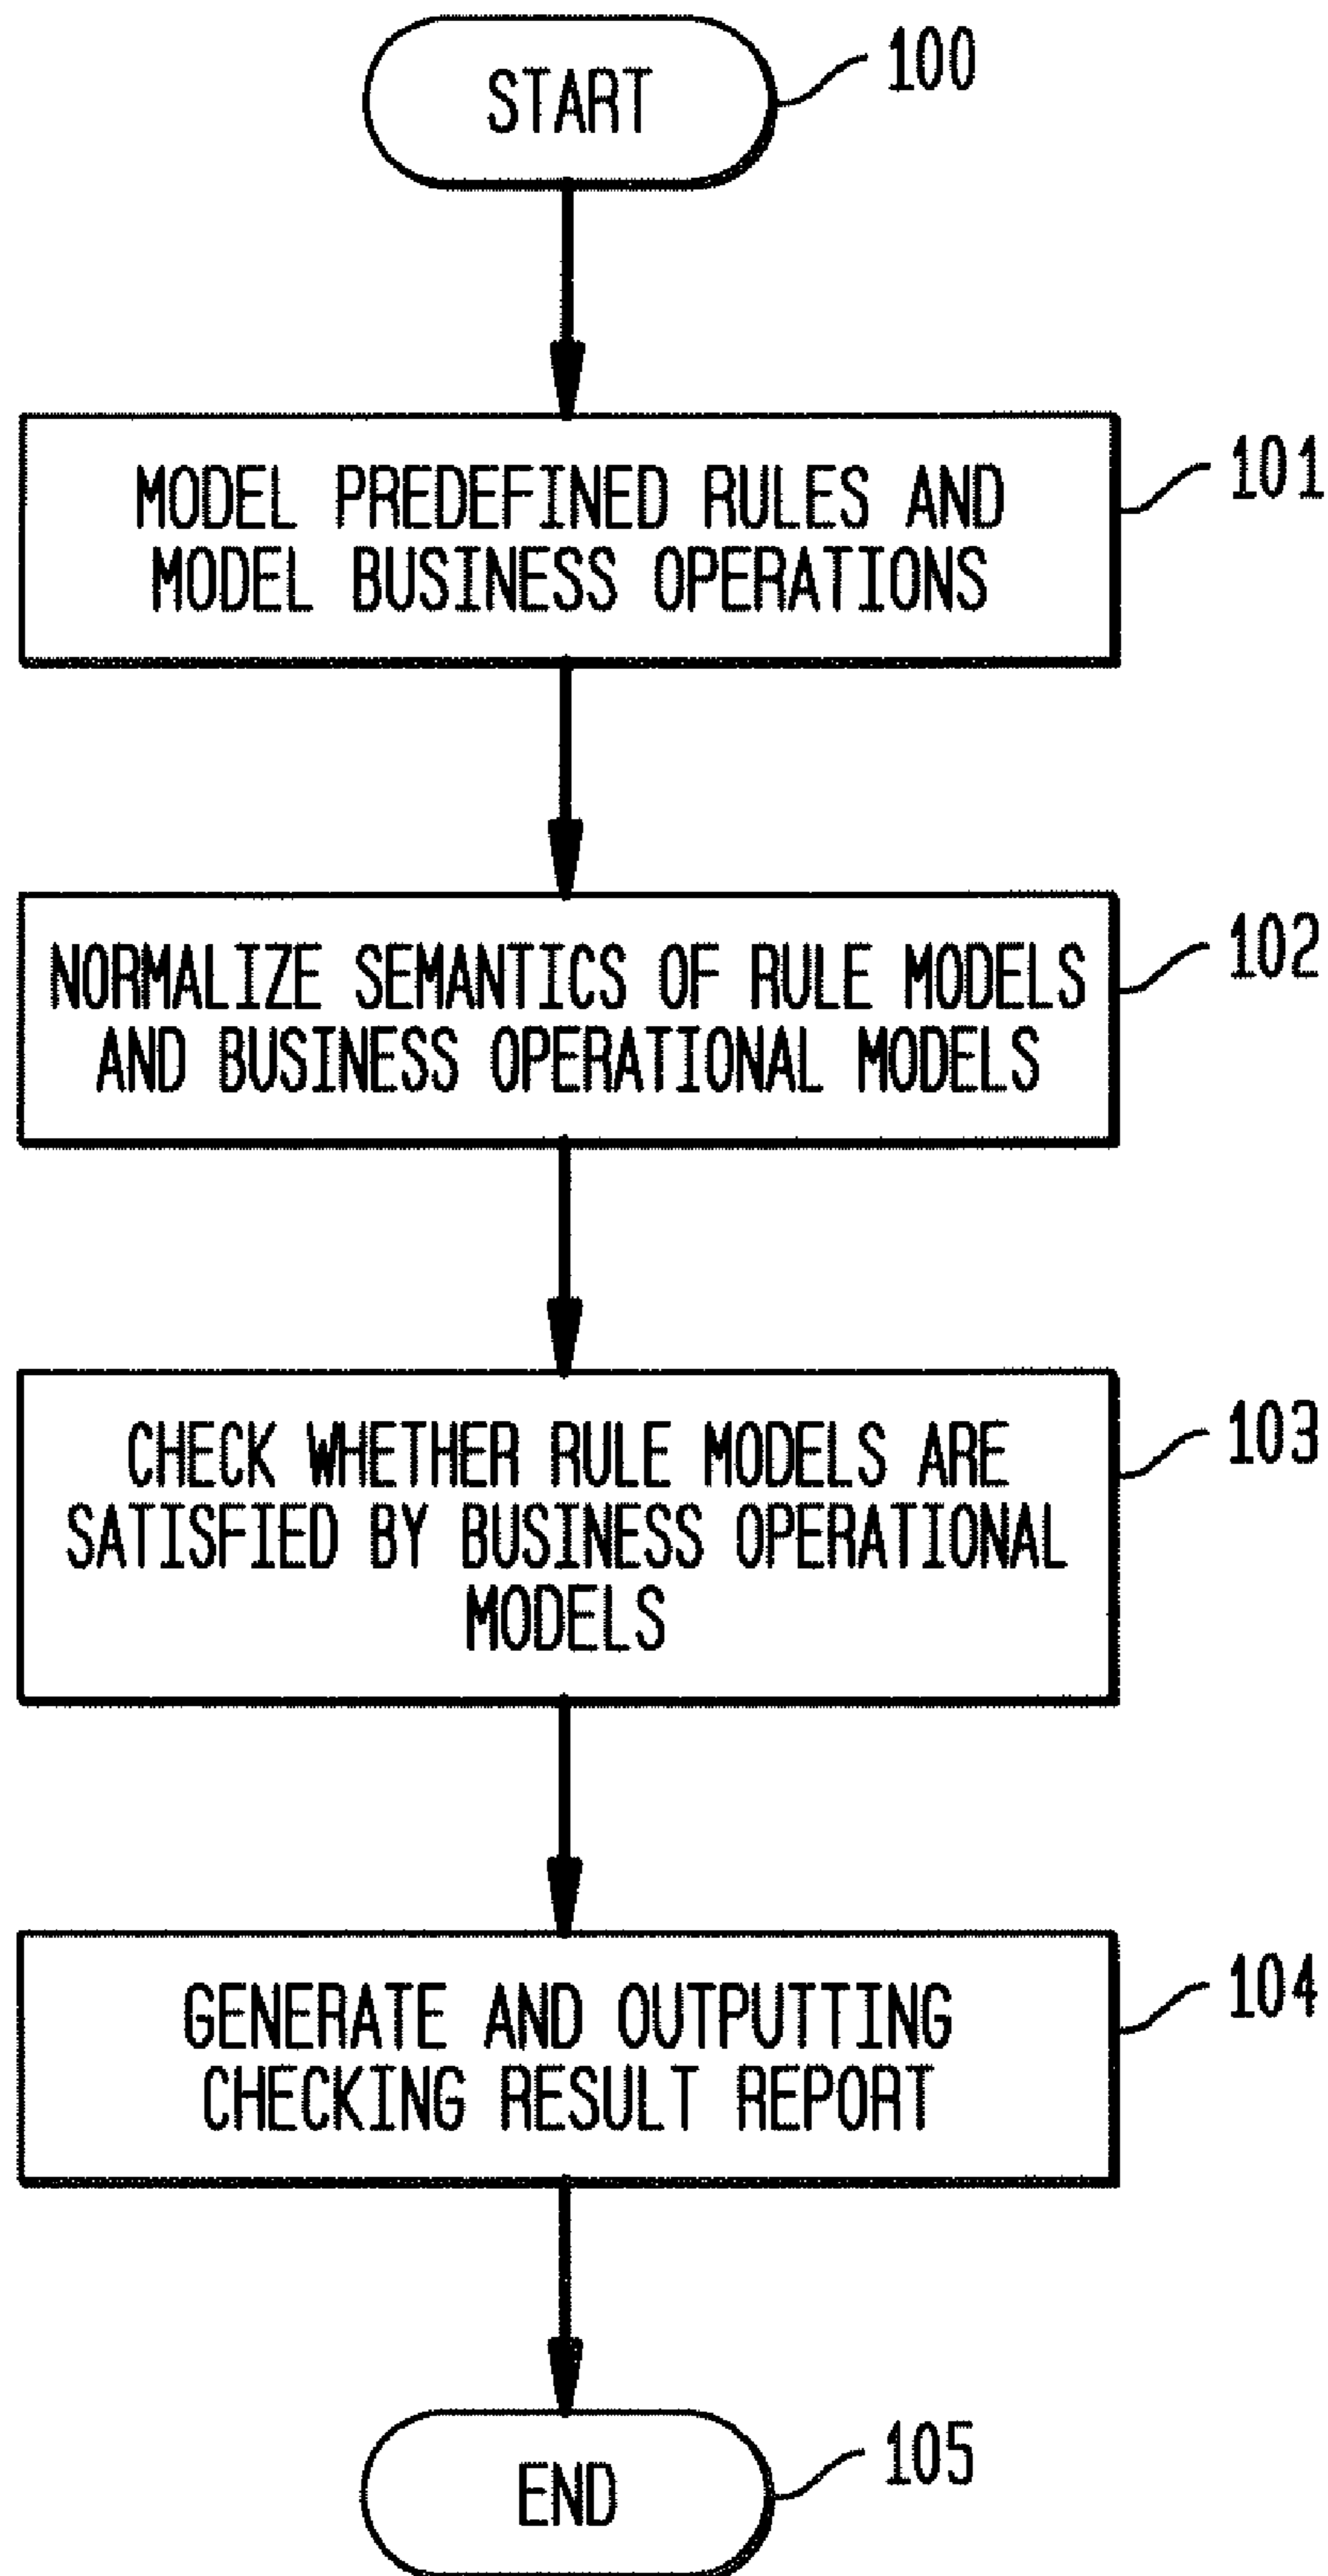 START
100
MODEL PREDEFINED RULES AND
MODEL BUSINESS OPERATIONS
101
NORMALIZE SEMANTICS OF RULE MODELS
AND BUSINESS OPERATIONAL MODELS
102
CHECK WHETHER RULE MODELS ARE
SATISFIED BY BUSINESS OPERATIONAL
MODELS
103
GENERATE AND OUTPUTTING
CHECKING RESULT REPORT
104
END
105